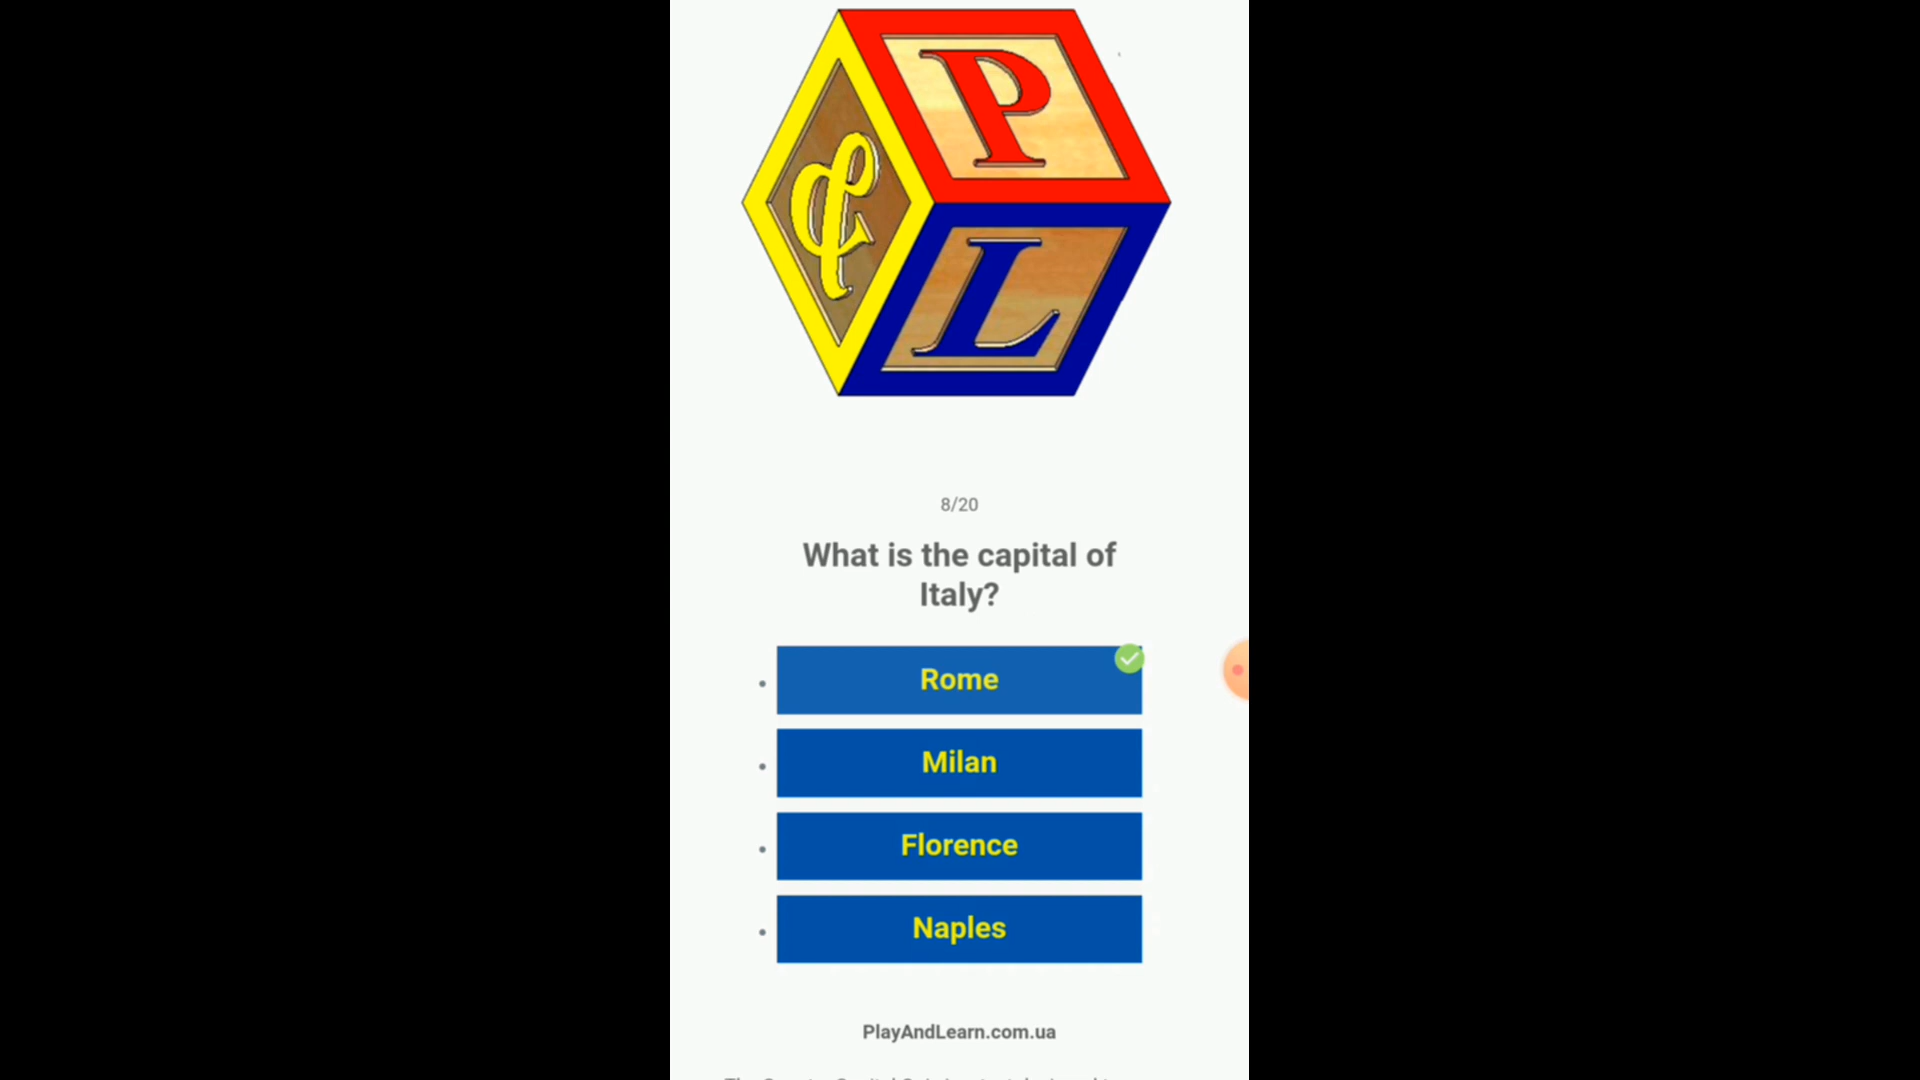 P
&
L
8/20
What is the capital of
Italy?
Rome
Milan
Florence
Naples
PlayAndLearn.com.ua